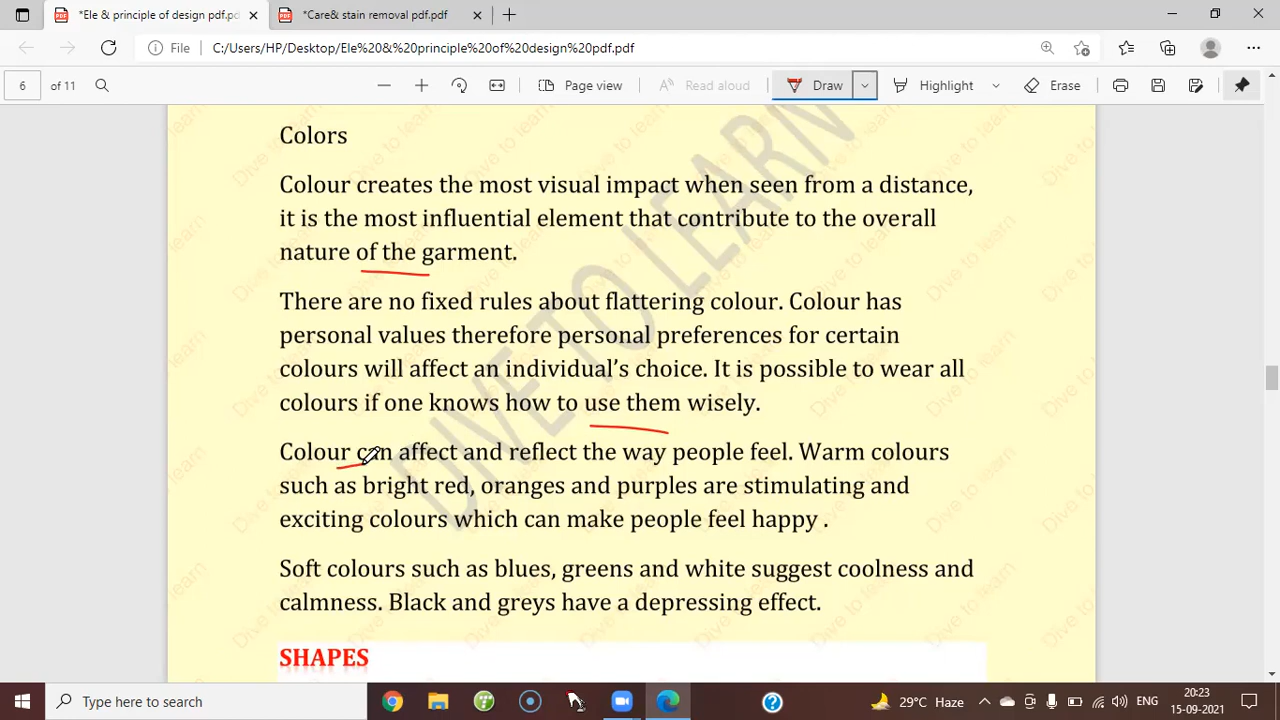 *Ele & principle of design pdf.pd
*Care& stain removal pdf.pdf
File
C:/Users/HP/Desktop/Ele%20&%20principle%20of%20design%20pdf.pdf
6 of 11
Page view
Read aloud
Draw
Highlight
Erase
Colors
Colour creates the most visual impact when seen from a distance,
it is the most influential element that contribute to the overall
nature of the garment.
There are no fixed rules about flattering colour. Colour has
personal values therefore personal preferences for certain
colours will affect an individual’s choice. It is possible to wear all
colours if one knows how to use them wisely.
Colour can affect and reflect the way people feel. Warm colours
such as bright red, oranges and purples are stimulating and
exciting colours which can make people feel happy .
Soft colours such as blues, greens and white suggest coolness and
calmness. Black and greys have a depressing effect.
SHAPES
DIVE TO LEARN
Dive to learn
Type here to search
29°C Haze
ENG
20:23
15-09-2021